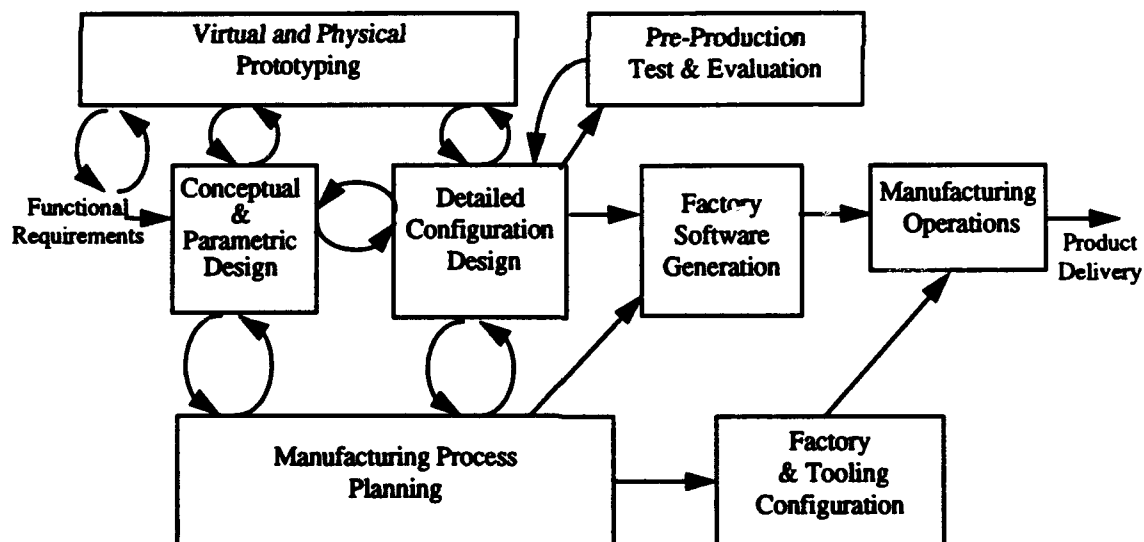 Virtual and Physical
Prototyping
Pre-Production
Test & Evaluation
Functional
Requirements
Conceptual
&
Parametric
Design
Detailed
Configuration
Design
Factory
Software
Generation
Manufacturing
Operations
Product
Delivery
Manufacturing Process
Planning
Factory
& Tooling
Configuration